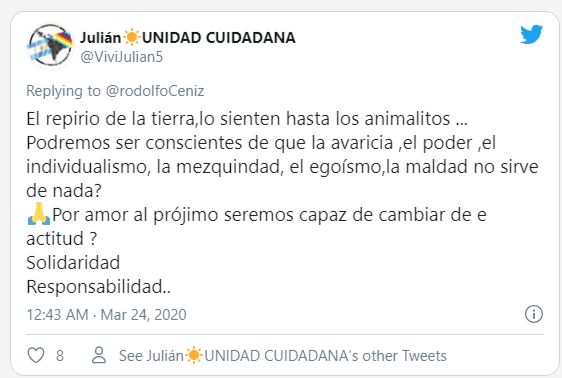 Julián☀️UNIDAD CUIDADANA
@ViviJulian5
Replying to @rodolfoCeniz
El repirio de la tierra,lo sienten hasta los animalitos ...
Podremos ser conscientes de que la avaricia ,el poder ,el
individualismo, la mezquindad, el egoísmo,la maldad no sirve
de nada?
🙏Por amor al prójimo seremos capaz de cambiar de e
actitud ?
Solidaridad
Responsabilidad..
12:43 AM · Mar 24, 2020
8 See Julián☀️UNIDAD CUIDADANA's other Tweets